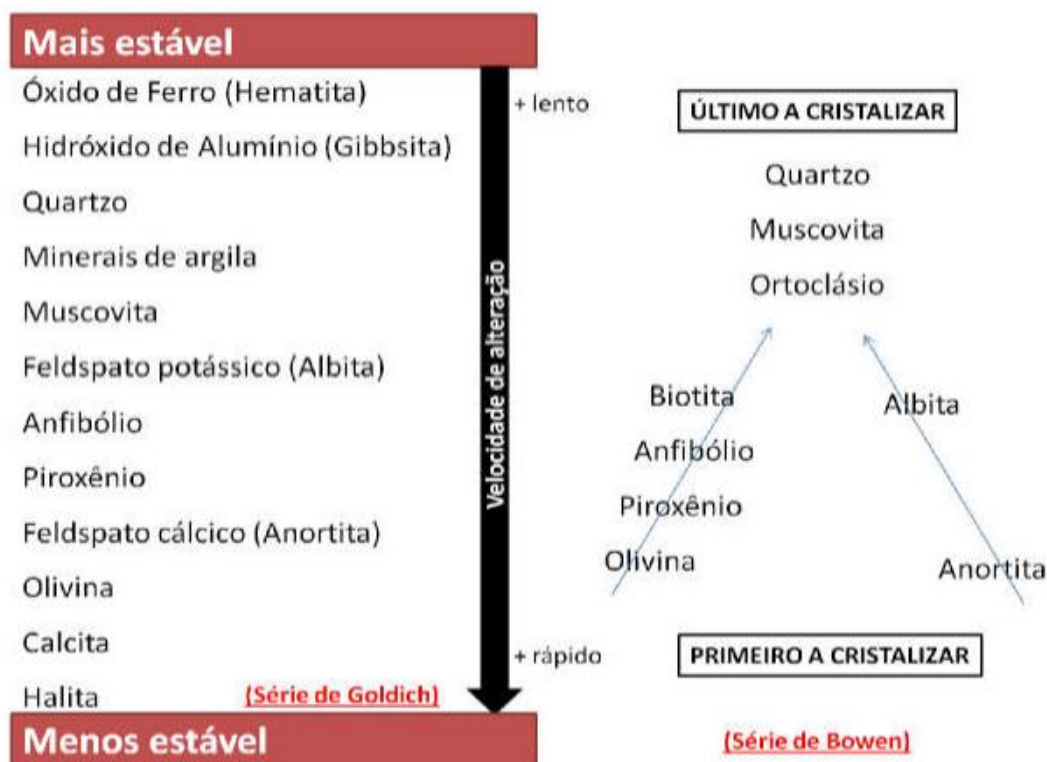 Mais estável
Óxido de Ferro (Hematita)
Hidróxido de Alumínio (Gibbsita)
Quartzo
Minerais de argila
Muscovita
Feldspato potássico (Albita)
Anfibólio
Piroxênio
Feldspato cálcico (Anortita)
Olivina
Calcita
Halita
(Série de Goldich)
Menos estável
+ lento
Velocidade de alteração
+ rápido
ÚLTIMO A CRISTALIZAR
Quartzo
Muscovita
Ortoclásio
Biotita
Anfibólio
Piroxênio
Olivina
Albita
Anortita
PRIMEIRO A CRISTALIZAR
(Série de Bowen)